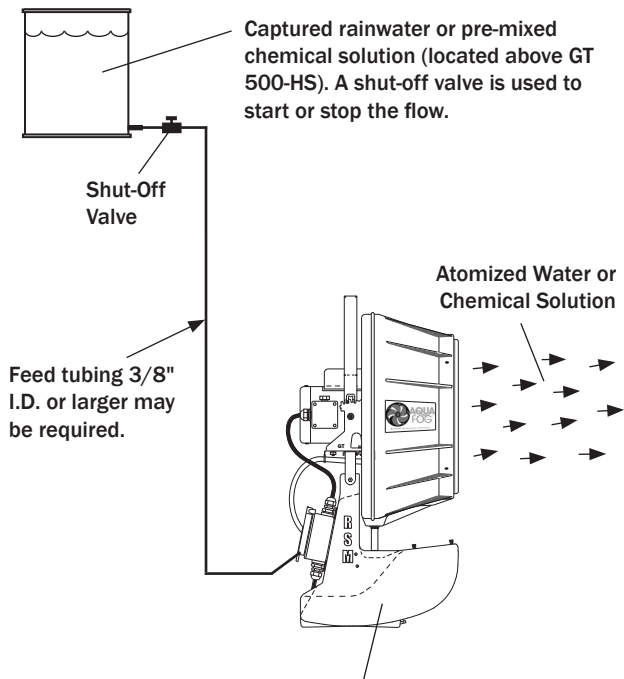 Captured rainwater or pre-mixed
chemical solution (located above GT
500-HS). A shut-off valve is used to
start or stop the flow.
Shut-Off
Valve
Atomized Water or
Chemical Solution
Feed tubing 3/8"
I.D. or larger may
be required.
AQUA
FOG
GT
R
S
M